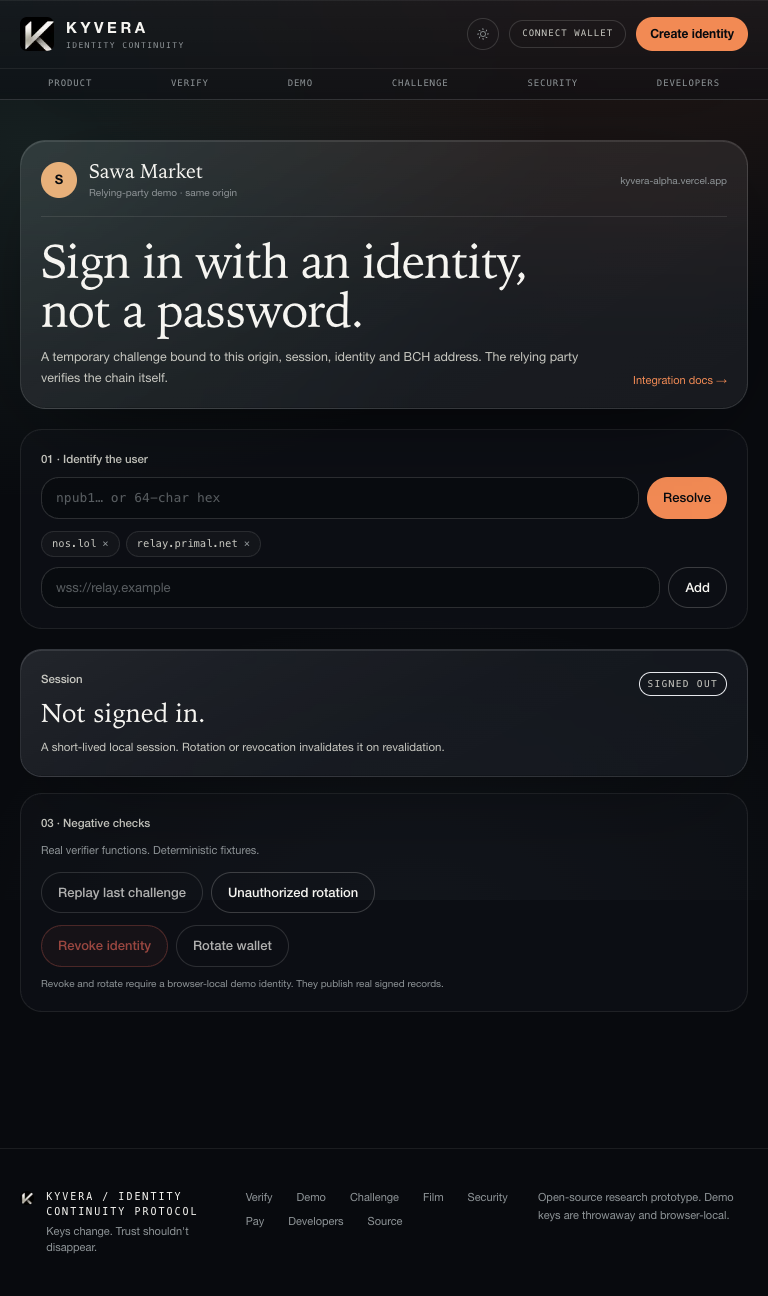 KYVERA
IDENTITY CONTINUITY
CONNECT WALLET
Create identity
PRODUCT
VERIFY
DEMO
CHALLENGE
SECURITY
DEVELOPERS
S
Sawa Market
Relying-party demo · same origin
kyvera-alpha.vercel.app
Sign in with an identity,
not a password.
A temporary challenge bound to this origin, session, identity and BCH address. The relying party
verifies the chain itself.
Integration docs →
01 · Identify the user
npub1… or 64-char hex
Resolve
nos.lol ×
relay.primal.net ×
wss://relay.example
Add
Session
SIGNED OUT
Not signed in.
A short-lived local session. Rotation or revocation invalidates it on revalidation.
03 · Negative checks
Real verifier functions. Deterministic fixtures.
Replay last challenge
Unauthorized rotation
Revoke identity
Rotate wallet
Revoke and rotate require a browser-local demo identity. They publish real signed records.
KYVERA / IDENTITY
CONTINUITY PROTOCOL
Keys change. Trust shouldn't
disappear.
Verify
Demo
Challenge
Film
Security
Pay
Developers
Source
Open-source research prototype. Demo
keys are throwaway and browser-local.